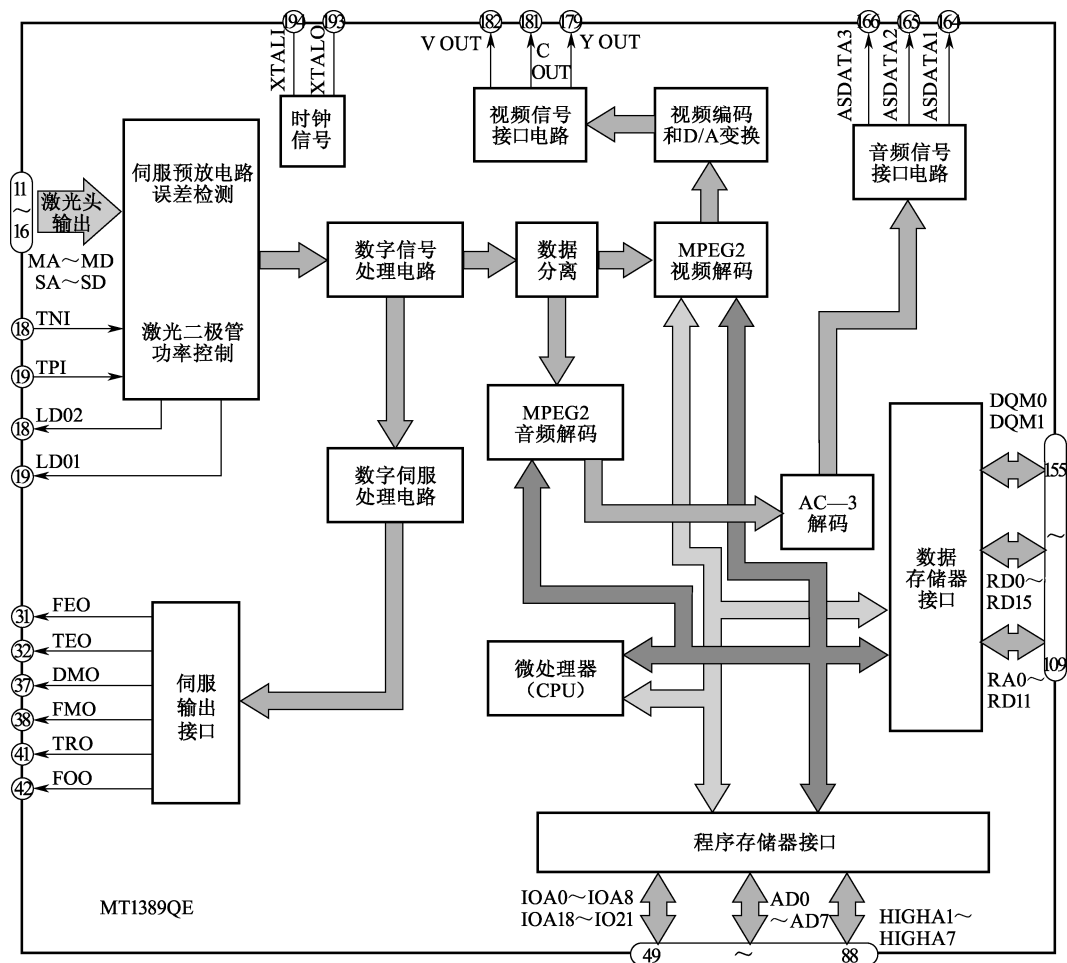 194
193
182
181
179
166
165
164
XTALI
XTALO
V OUT
C
OUT
Y OUT
ASDATA3
ASDATA2
ASDATA1
时钟
信号
视频信号
接口电路
视频编码
和D/A变换
音频信号
接口电路
伺服预放电路
误差检测
11
～
16
激光头
输出
MA～MD
SA～SD
数字信号
处理电路
数据
分离
MPEG2
视频解码
18
TNI
激光二极管
功率控制
19
TPI
18
LD02
19
LD01
MPEG2
音频解码
数字伺服
处理电路
AC—3
解码
数据
存储器
接口
DQM0
DQM1
155
～
109
RD0～
RD15
RA0～
RD11
31
FEO
32
TEO
37
DMO
38
FMO
41
TRO
42
FOO
伺服
输出
接口
微处理器
（CPU）
程序存储器接口
MT1389QE
IOA0～IOA8
IOA18～IO21
AD0
～AD7
HIGHA1～
HIGHA7
49
～
88